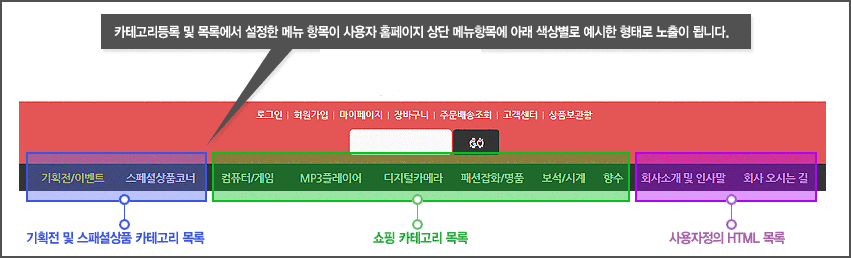 카테고리등록 및 목록에서 설정한 메뉴 항목이 사용자 홈페이지 상단 메뉴항목에 아래 색상별로 예시한 형태로 노출이 됩니다.
로그인 | 회원가입 | 마이페이지 | 장바구니 | 주문배송조회 | 고객센터 | 상품보관함
GO
기획전/이벤트 스페셜상품코너 컴퓨터/게임 MP3플레이어 디지털카메라 패션잡화/명품 보석/시계 향수 회사소개 및 인사말 회사 오시는 길
기획전 및 스패셜상품 카테고리 목록 쇼핑 카테고리 목록 사용자정의 HTML 목록